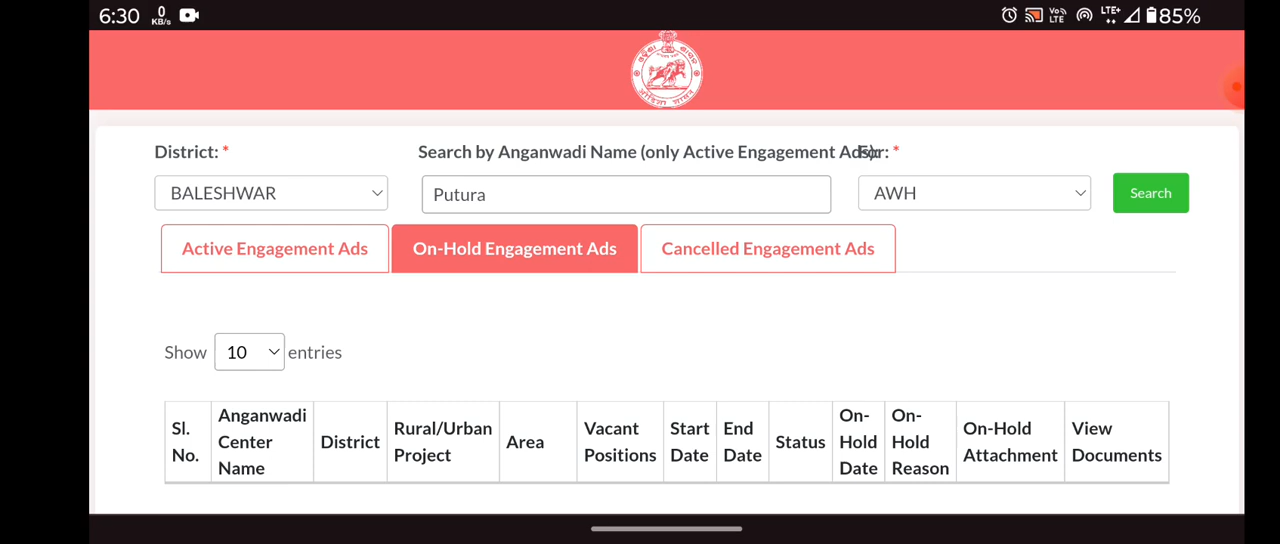 6:30 0 KB/s Vo) LTE LTE+ 85%
District: * Search by Anganwadi Name (only Active Engagement Ads): For: *
BALESHWAR Putura AWH Search
Active Engagement Ads On-Hold Engagement Ads Cancelled Engagement Ads
Show 10 entries
Sl. No. Anganwadi Center Name District Rural/Urban Project Area Vacant Positions Start Date End Date Status On-Hold Date On-Hold Reason On-Hold Attachment View Documents